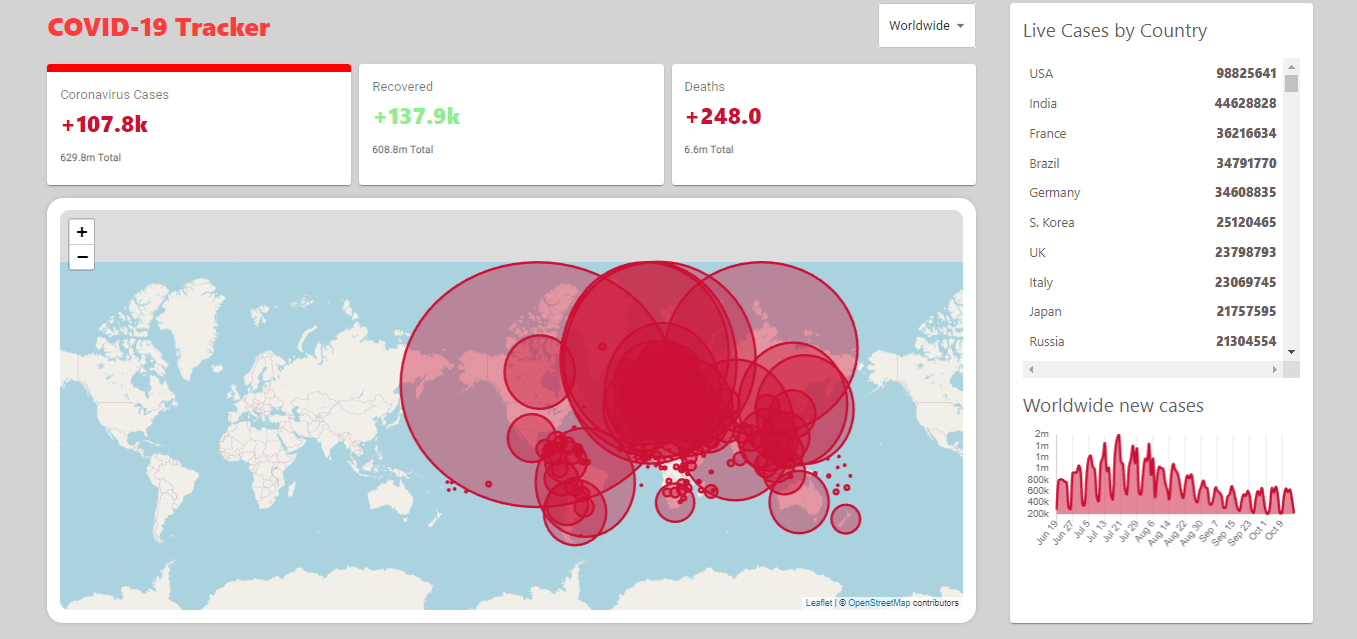 COVID-19 Tracker
Worldwide
Coronavirus Cases
+107.8k
629.8m Total
Recovered
+137.9k
608.8m Total
Deaths
+248.0
6.6m Total
+
−
Leaflet | © OpenStreetMap contributors
Live Cases by Country
USA 98825641
India 44628828
France 36216634
Brazil 34791770
Germany 34608835
S. Korea 25120465
UK 23798793
Italy 23069745
Japan 21757595
Russia 21304554
Worldwide new cases
2m
1m
1m
1m
800k
600k
400k
200k
Jun 19 Jun 27 Jul 5 Jul 13 Jul 21 Jul 29 Aug 6 Aug 14 Aug 22 Aug 30 Sep 7 Sep 15 Sep 23 Oct 1 Oct 9